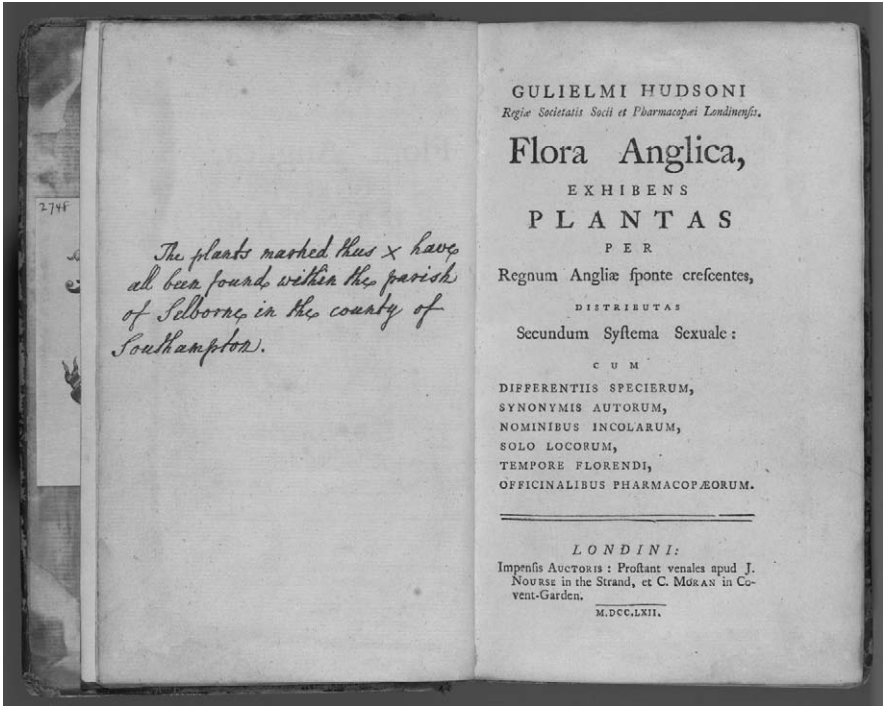 2745
The plants marked thus × have
all been found within the parish
of Selborne in the county of
Southampton.
GULIELMI HUDSONI
Regiæ Societatis Socii et Pharmacopæi Londinenſis.
Flora Anglica,
EXHIBENS
PLANTAS
PER
Regnum Angliæ ſponte creſcentes,
DISTRIBUTAS
Secundum Syſtema Sexuale:
CUM
DIFFERENTIIS SPECIERUM,
SYNONYMIS AUTORUM,
NOMINIBUS INCOLARUM,
SOLO LOCORUM,
TEMPORE FLORENDI,
OFFICINALIBUS PHARMACOPÆORUM.
LONDINI:
Impenſis AUCTORIS: Proſtant venales apud J.
NOURSE in the Strand, et C. MORAN in Co-
vent-Garden.
M.DCC.LXII.